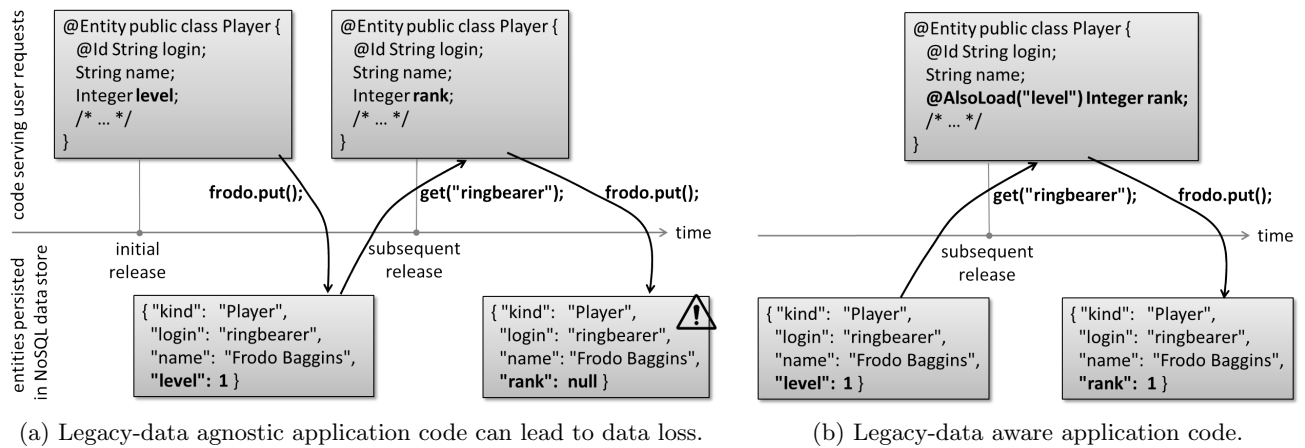 code serving user requests
@Entity public class Player {
@Id String login;
String name;
Integer level;
/* ... */
}
@Entity public class Player {
@Id String login;
String name;
Integer rank;
/* ... */
}
frodo.put();
get("ringbearer");
frodo.put();
time
initial
release
subsequent
release
entities persisted
in NoSQL data store
{ "kind": "Player",
"login": "ringbearer",
"name": "Frodo Baggins",
"level": 1 }
{ "kind": "Player",
"login": "ringbearer",
"name": "Frodo Baggins",
"rank": null }
!
(a) Legacy-data agnostic application code can lead to data loss.
@Entity public class Player {
@Id String login;
String name;
@AlsoLoad("level") Integer rank;
/* ... */
}
get("ringbearer");
frodo.put();
time
subsequent
release
{ "kind": "Player",
"login": "ringbearer",
"name": "Frodo Baggins",
"level": 1 }
{ "kind": "Player",
"login": "ringbearer",
"name": "Frodo Baggins",
"rank": 1 }
(b) Legacy-data aware application code.